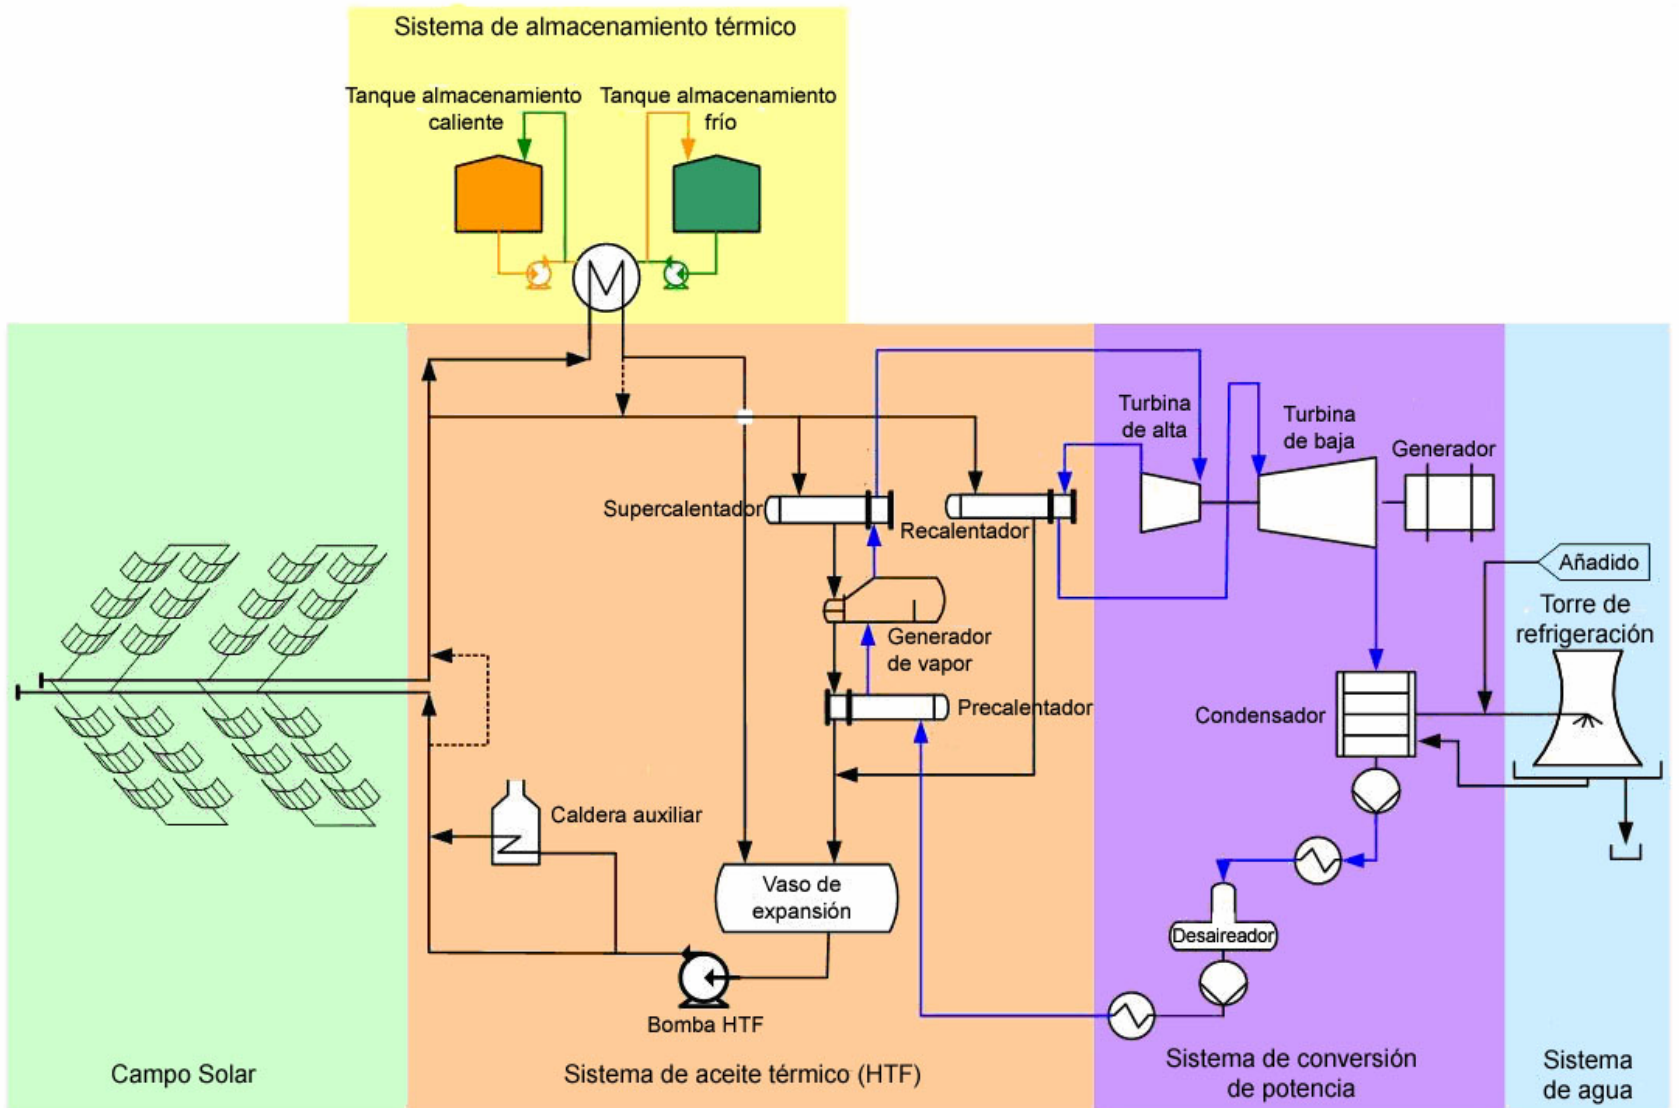 Sistema de almacenamiento térmico
Tanque almacenamiento
caliente
Tanque almacenamiento
frío
Turbina
de alta
Turbina
de baja
Generador
Supercalentador
Recalentador
Añadido
Torre de
refrigeración
Generador
de vapor
Precalentador
Condensador
Caldera auxiliar
Vaso de
expansión
Desaireador
Bomba HTF
Campo Solar
Sistema de aceite térmico (HTF)
Sistema de conversión
de potencia
Sistema
de agua